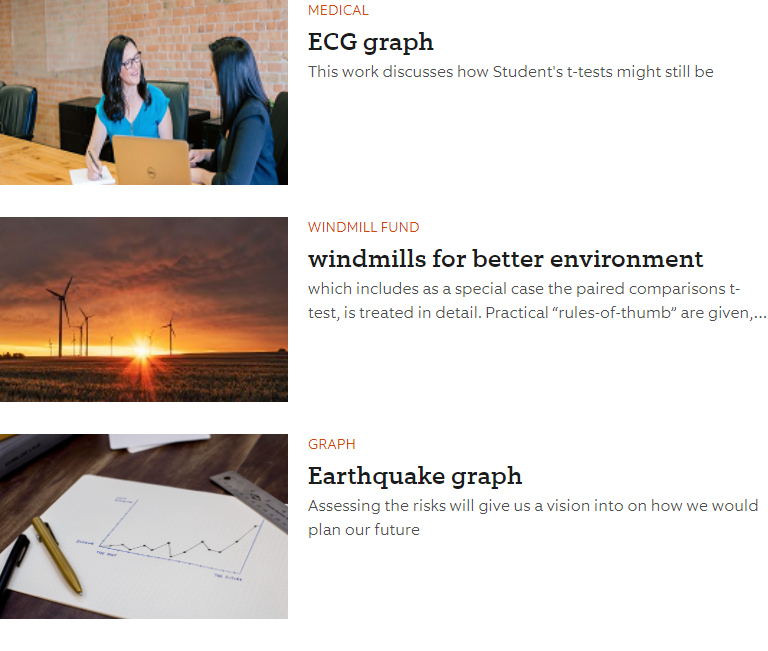 MEDICAL
ECG graph
This work discusses how Student's t-tests might still be
WINDMILL FUND
windmills for better environment
which includes as a special case the paired comparisons t-
test, is treated in detail. Practical “rules-of-thumb” are given,...
GRAPH
Earthquake graph
Assessing the risks will give us a vision into on how we would
plan our future
THE FUTURE